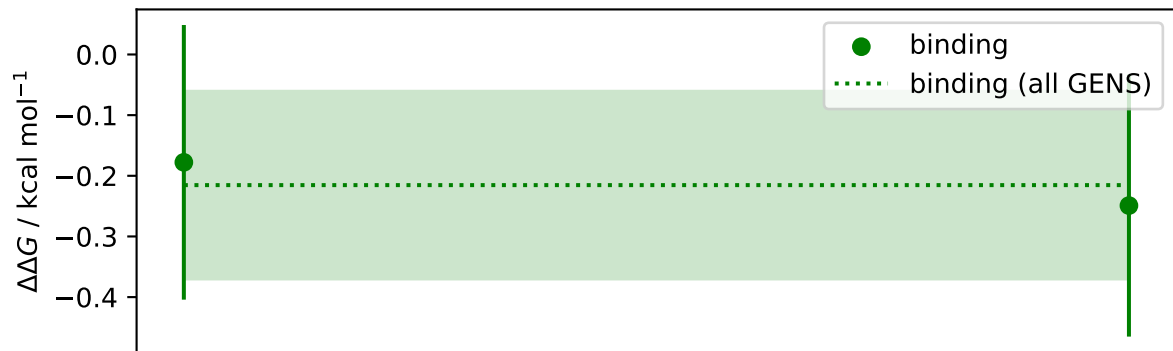 0.0
−0.1
−0.2
−0.3
−0.4
ΔΔG / kcal mol⁻¹
binding
binding (all GENS)